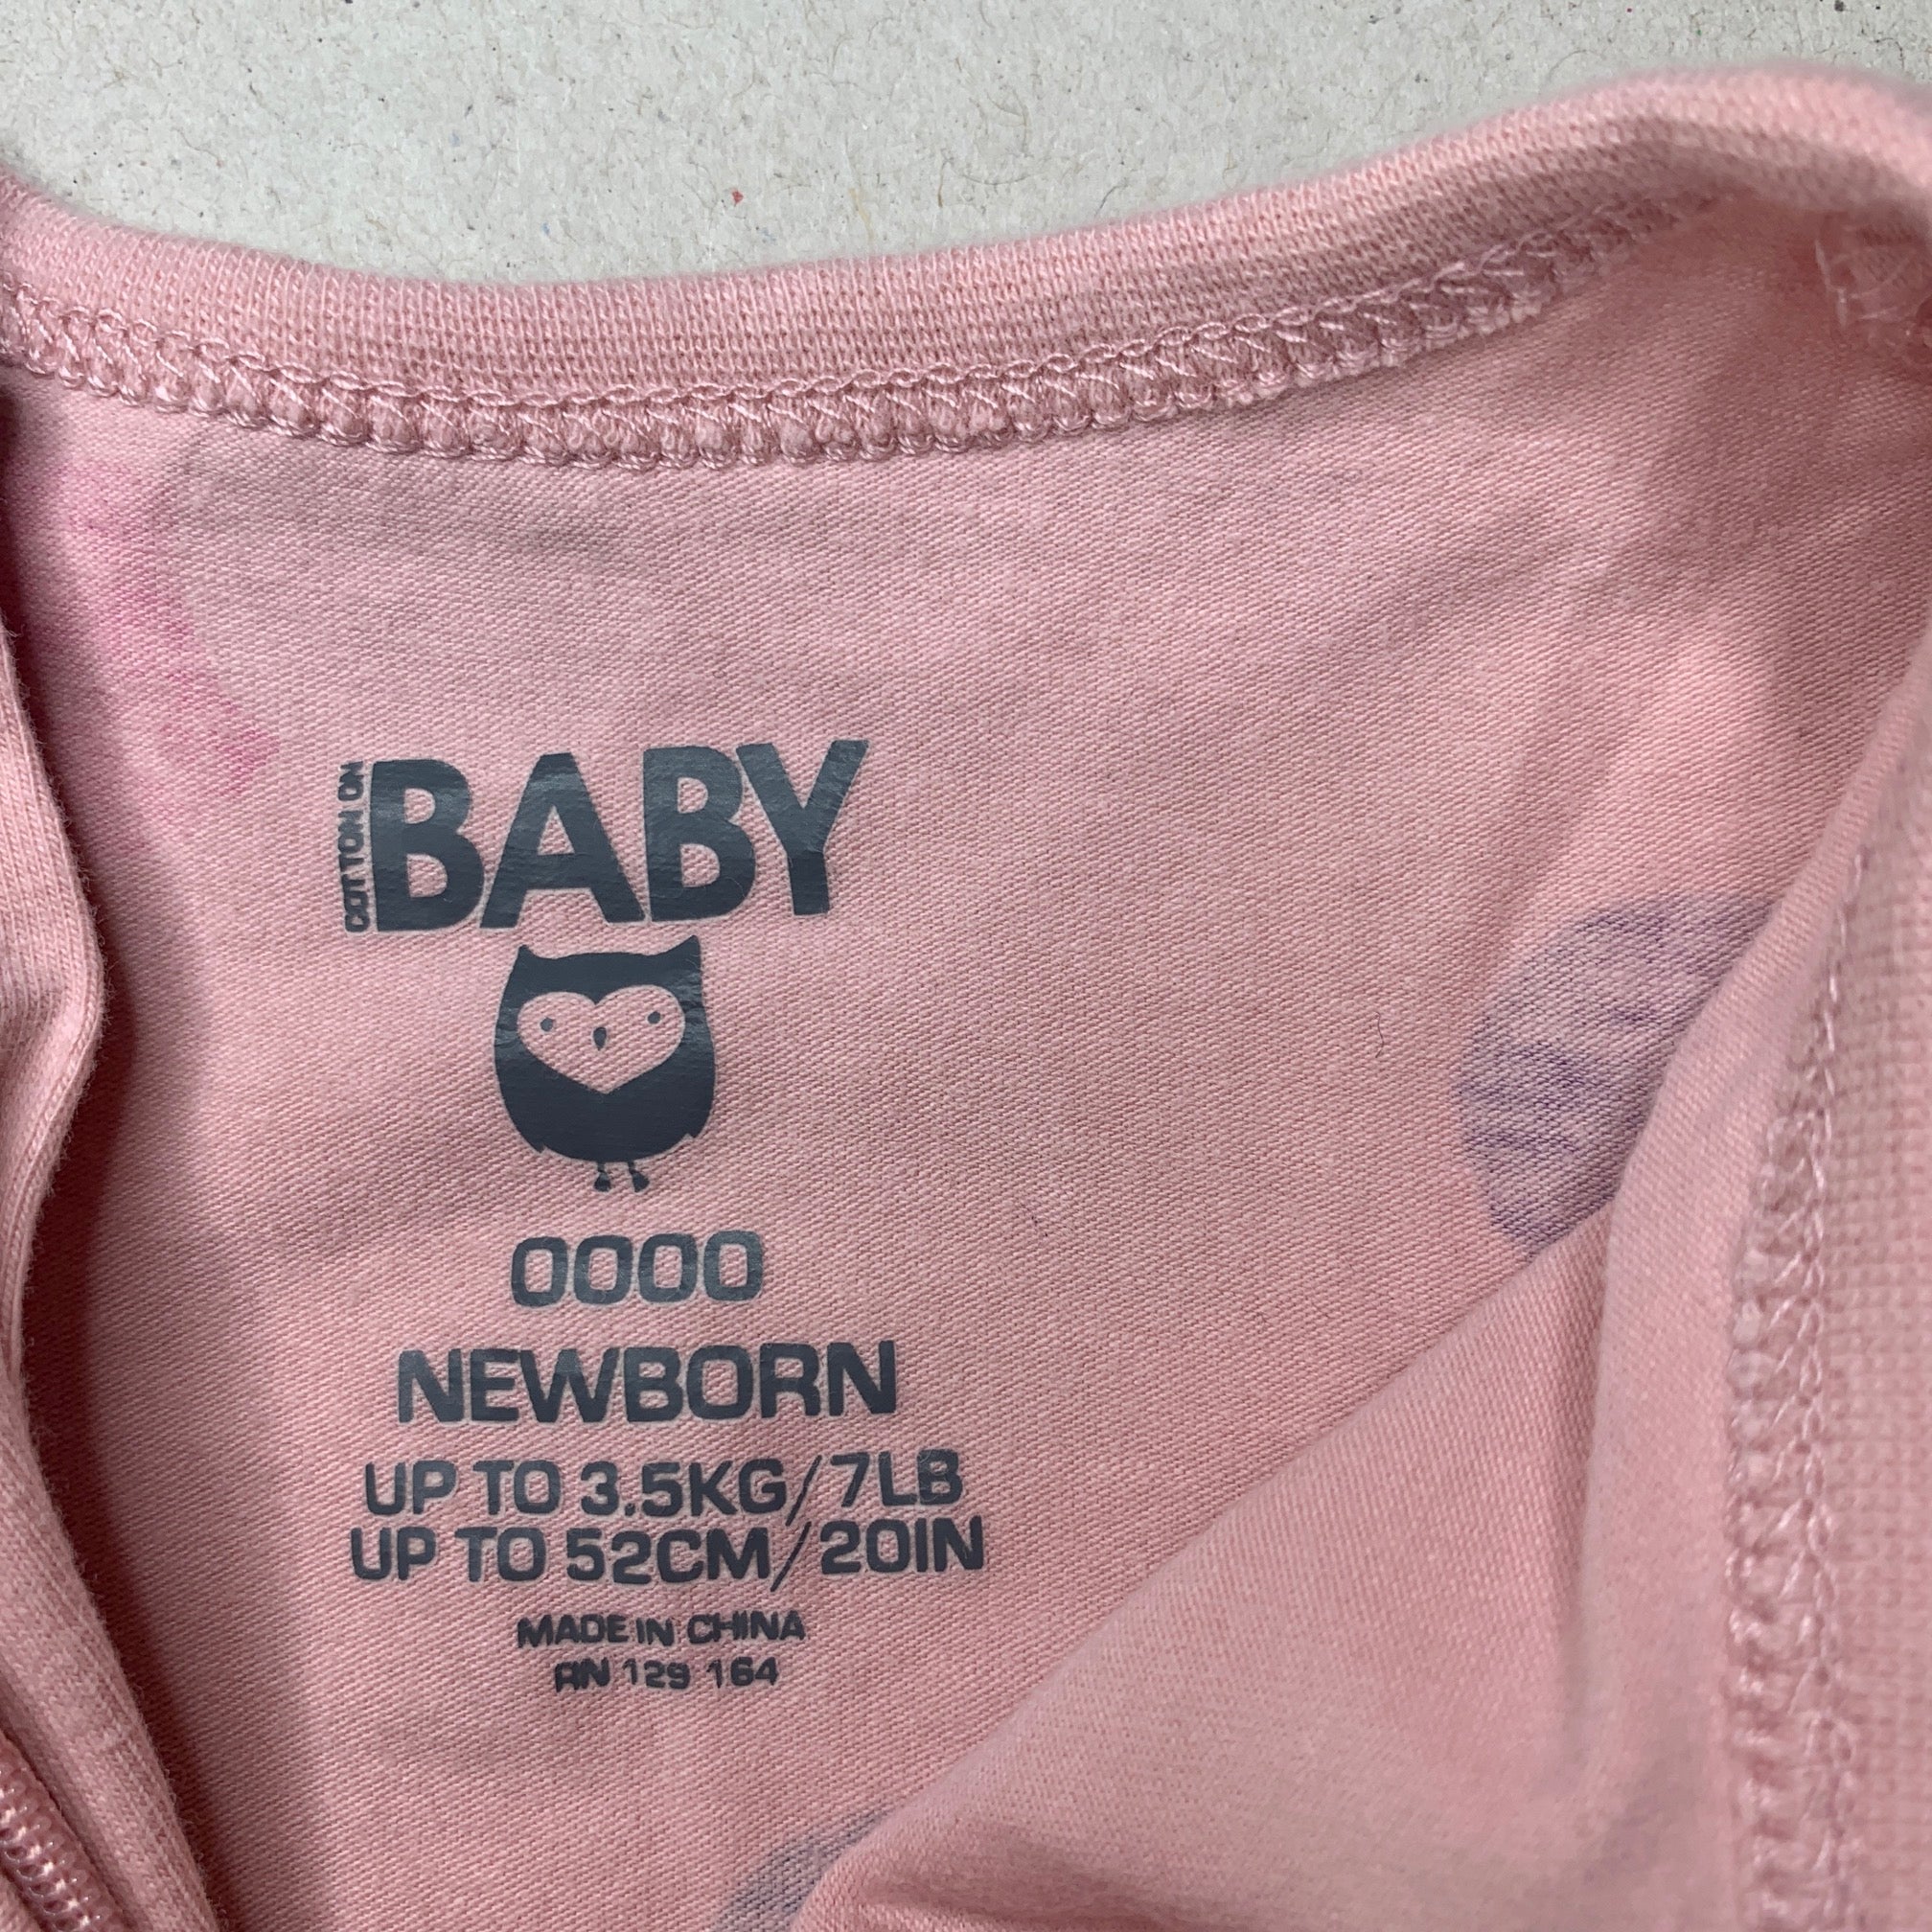 COTTON ON
BABY
0000
NEWBORN
UP TO 3.5KG/7LB
UP TO 52CM/20IN
MADE IN CHINA
RN 129 164